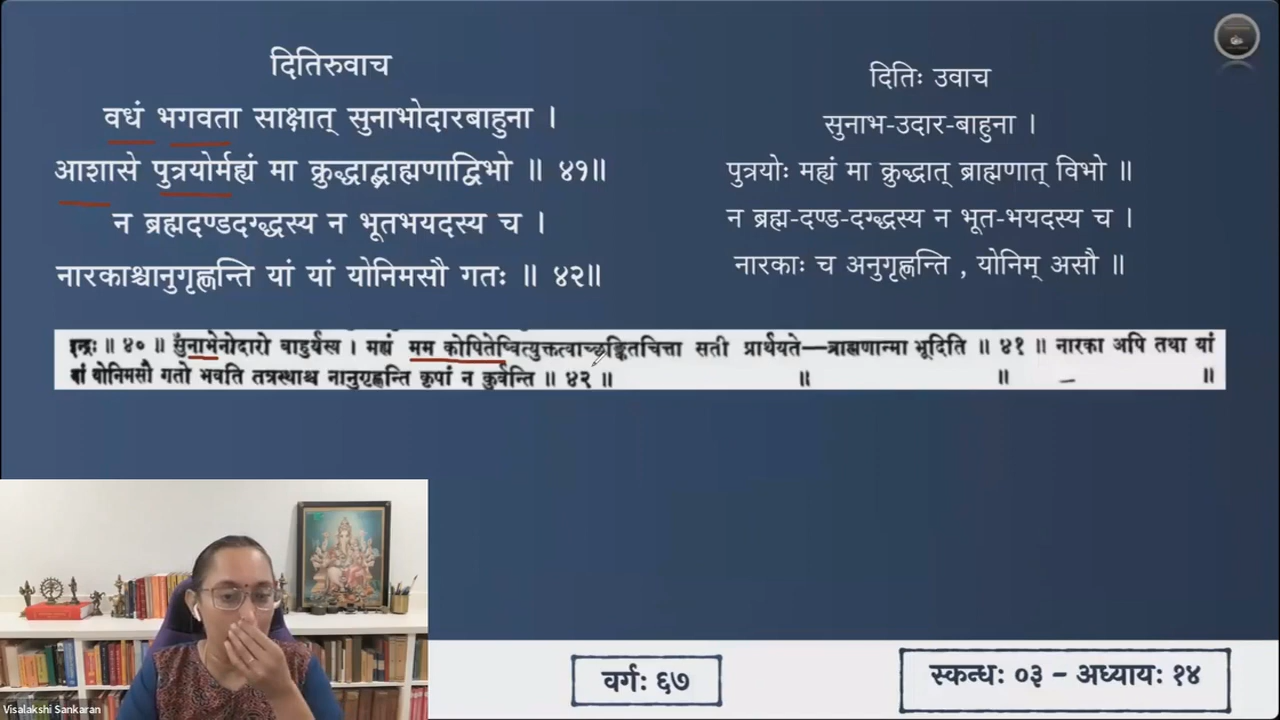 दितिरुवाच
वधं भगवता साक्षात् सुनाभोदारबाहुना ।
आशासे पुत्रयोर्मह्यं मा क्रुद्धाद्ब्राह्मणाद्विभो ॥ ४१॥
न ब्रह्मदण्डदग्द्धस्य न भूतभयदस्य च ।
नारकाश्चानुगृह्णन्ति यां यां योनिमसौ गतः ॥ ४२॥
दितिः उवाच
सुनाभ-उदार-बाहुना ।
पुत्रयोः मह्यं मा क्रुद्धात् ब्राह्मणात् विभो ॥
न ब्रह्म-दण्ड-दग्द्धस्य न भूत-भयदस्य च ।
नारकाः च अनुगृह्णन्ति , योनिम् असौ ॥
इन्द्रः ॥ ४० ॥ सुनाभेनोदारो बाहुर्यस्य । मह्यं मम कोपितेष्वित्युक्तत्वाच्छङ्कितचित्ता सती प्रार्थयते—ब्राह्मणान्मा भूदिति ॥ ४१ ॥ नारका अपि तथा यां
यां योनिमसौ गतो भवति तत्रस्थाश्च नानुगृह्णन्ति कृपां न कुर्वन्ति ॥ ४२ ॥ ॥ ॥ ॥
Visalakshi Sankaran
वर्गः ६७
स्कन्धः ०३ – अध्यायः १४